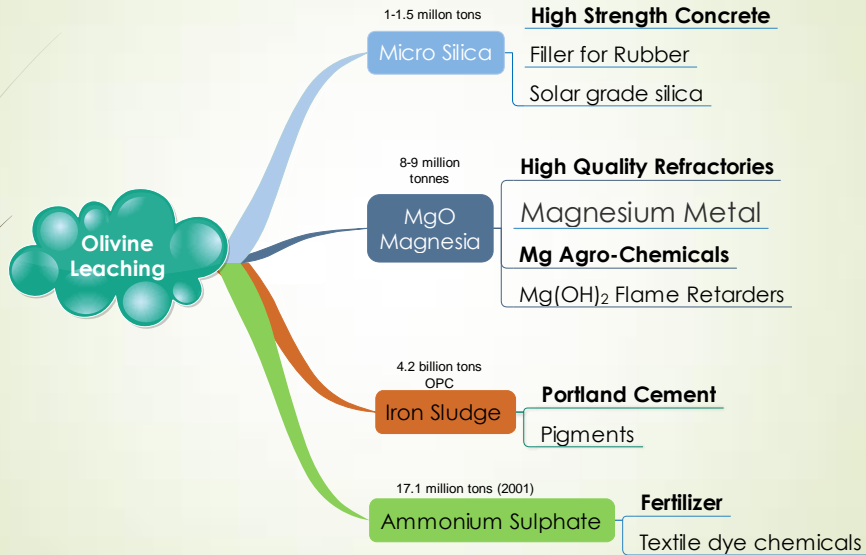 Olivine
Leaching
1-1.5 millon tons
Micro Silica
High Strength Concrete
Filler for Rubber
Solar grade silica
8-9 million
tonnes
MgO
Magnesia
High Quality Refractories
Magnesium Metal
Mg Agro-Chemicals
Mg(OH)₂ Flame Retarders
4.2 billion tons
OPC
Iron Sludge
Portland Cement
Pigments
17.1 million tons (2001)
Ammonium Sulphate
Fertilizer
Textile dye chemicals